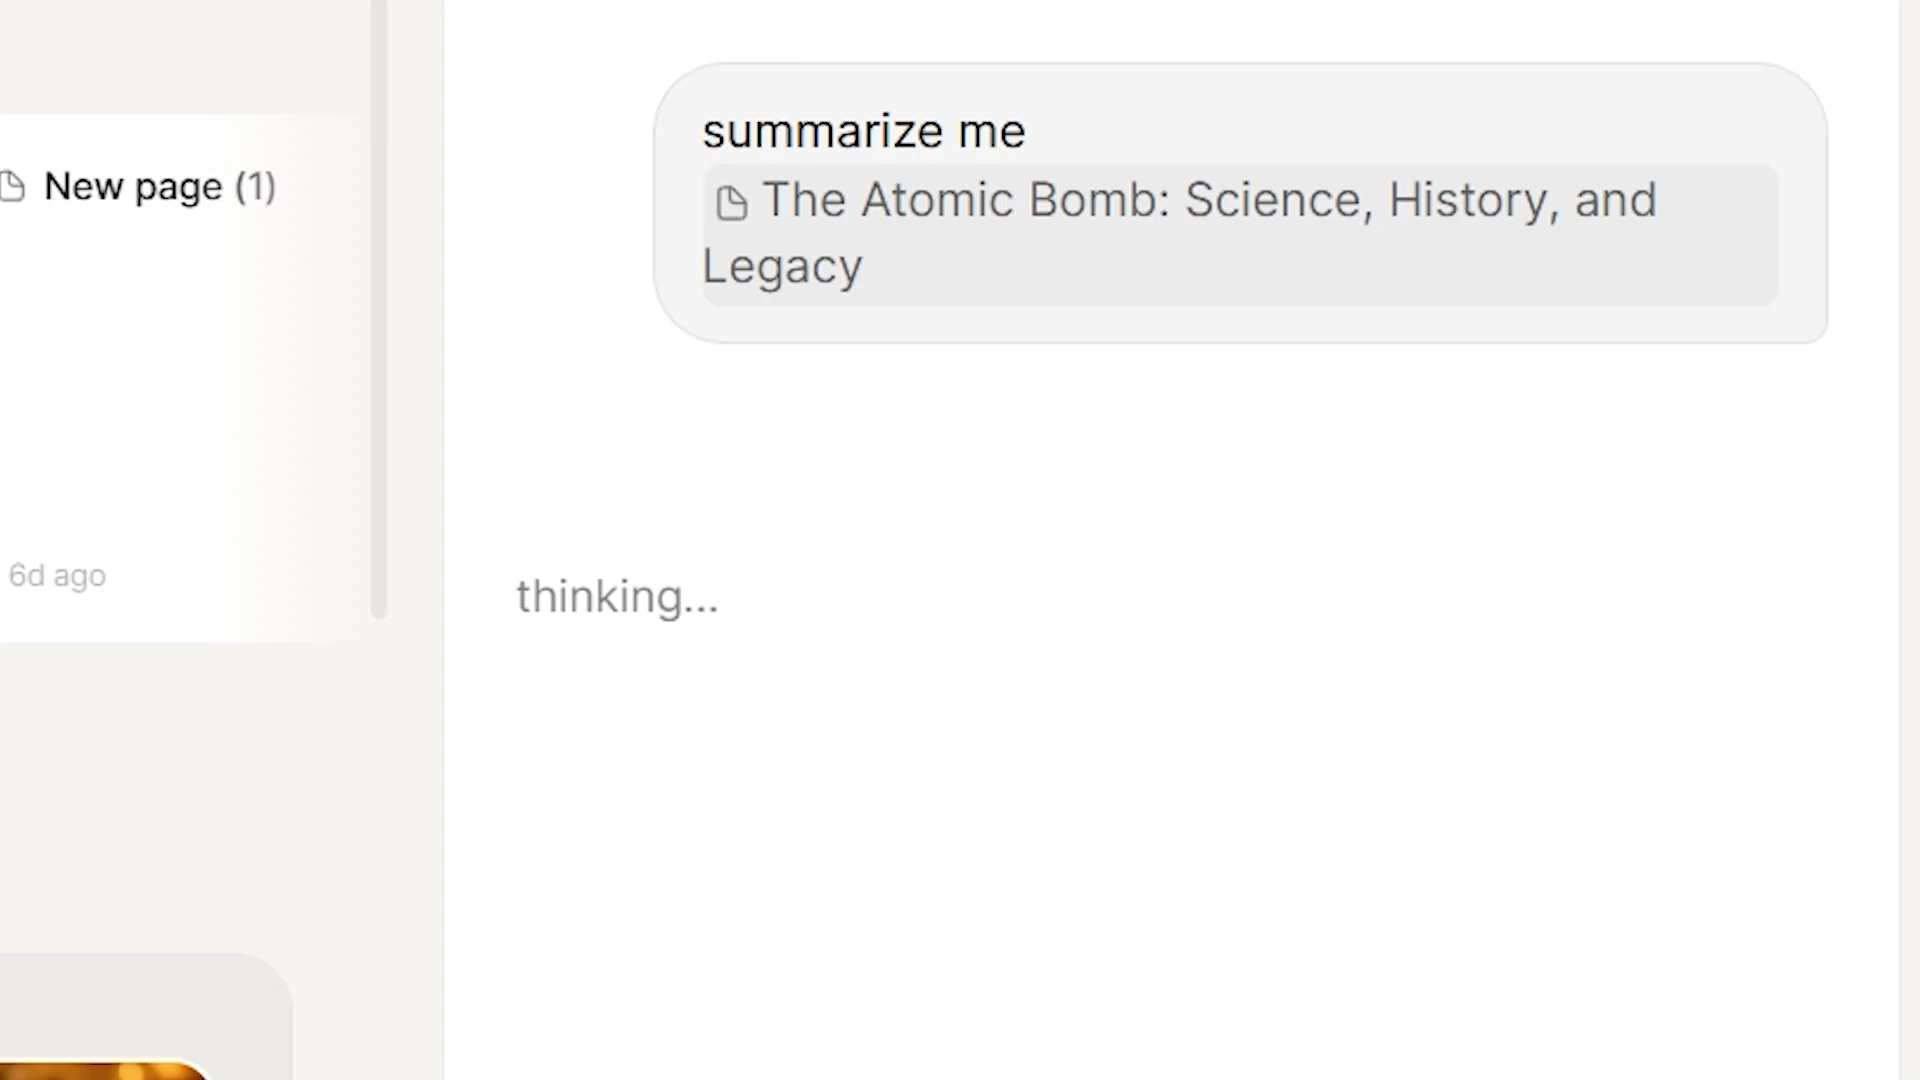 New page (1)
6d ago
summarize me
The Atomic Bomb: Science, History, and
Legacy
thinking...